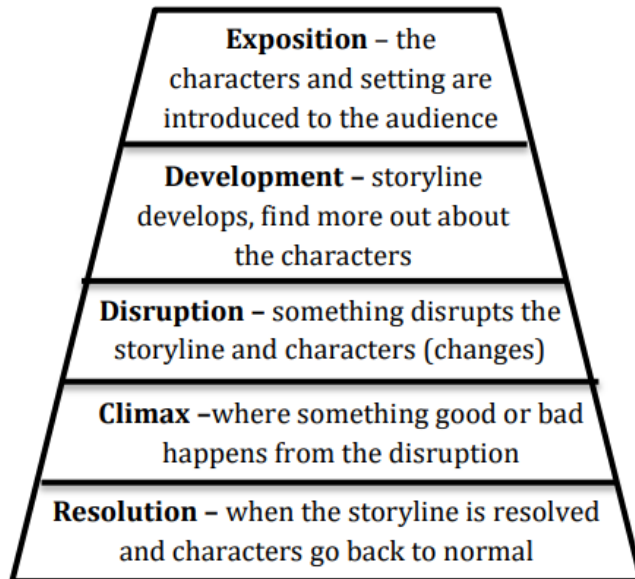 Exposition – the
characters and setting are
introduced to the audience
Development – storyline
develops, find more out about
the characters
Disruption – something disrupts the
storyline and characters (changes)
Climax –where something good or bad
happens from the disruption
Resolution – when the storyline is resolved
and characters go back to normal